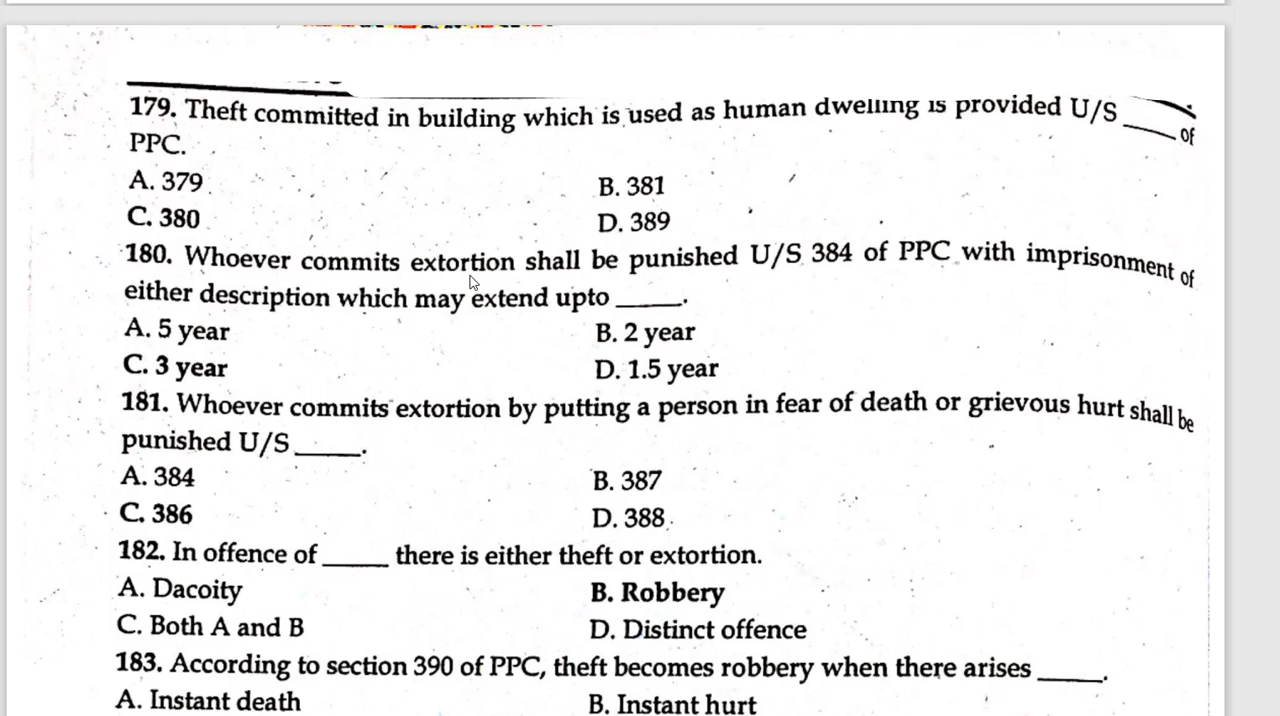 179. Theft committed in building which is used as human dwelling is provided U/S _____ of
PPC.
A. 379
B. 381
C. 380
D. 389
180. Whoever commits extortion shall be punished U/S 384 of PPC with imprisonment of
either description which may extend upto _____.
A. 5 year
B. 2 year
C. 3 year
D. 1.5 year
181. Whoever commits extortion by putting a person in fear of death or grievous hurt shall be
punished U/S _____.
A. 384
B. 387
C. 386
D. 388
182. In offence of _____ there is either theft or extortion.
A. Dacoity
B. Robbery
C. Both A and B
D. Distinct offence
183. According to section 390 of PPC, theft becomes robbery when there arises _____.
A. Instant death
B. Instant hurt